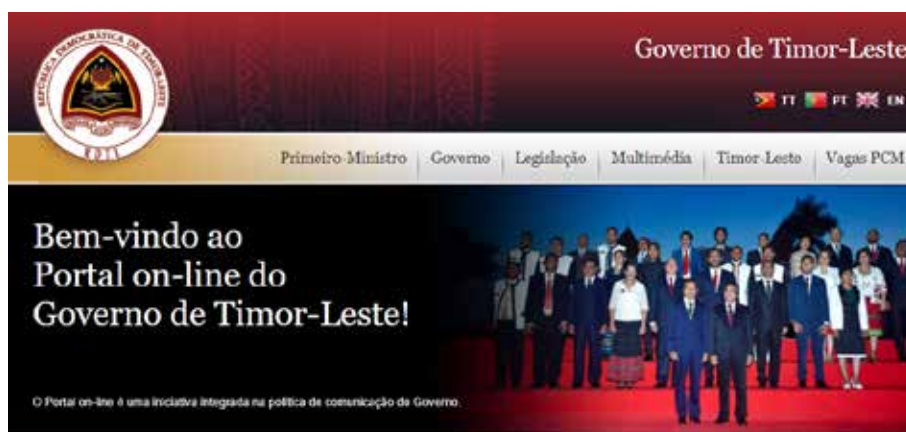 REPÚBLICA DEMOCRÁTICA DE TIMOR-LESTE
RDTL
Governo de Timor-Leste
TT PT EN
Primeiro-Ministro Governo Legislação Multimédia Timor-Leste Vagas PCM
Bem-vindo ao
Portal on-line do
Governo de Timor-Leste!
O Portal on-line é uma iniciativa integrada na política de comunicação do Governo.